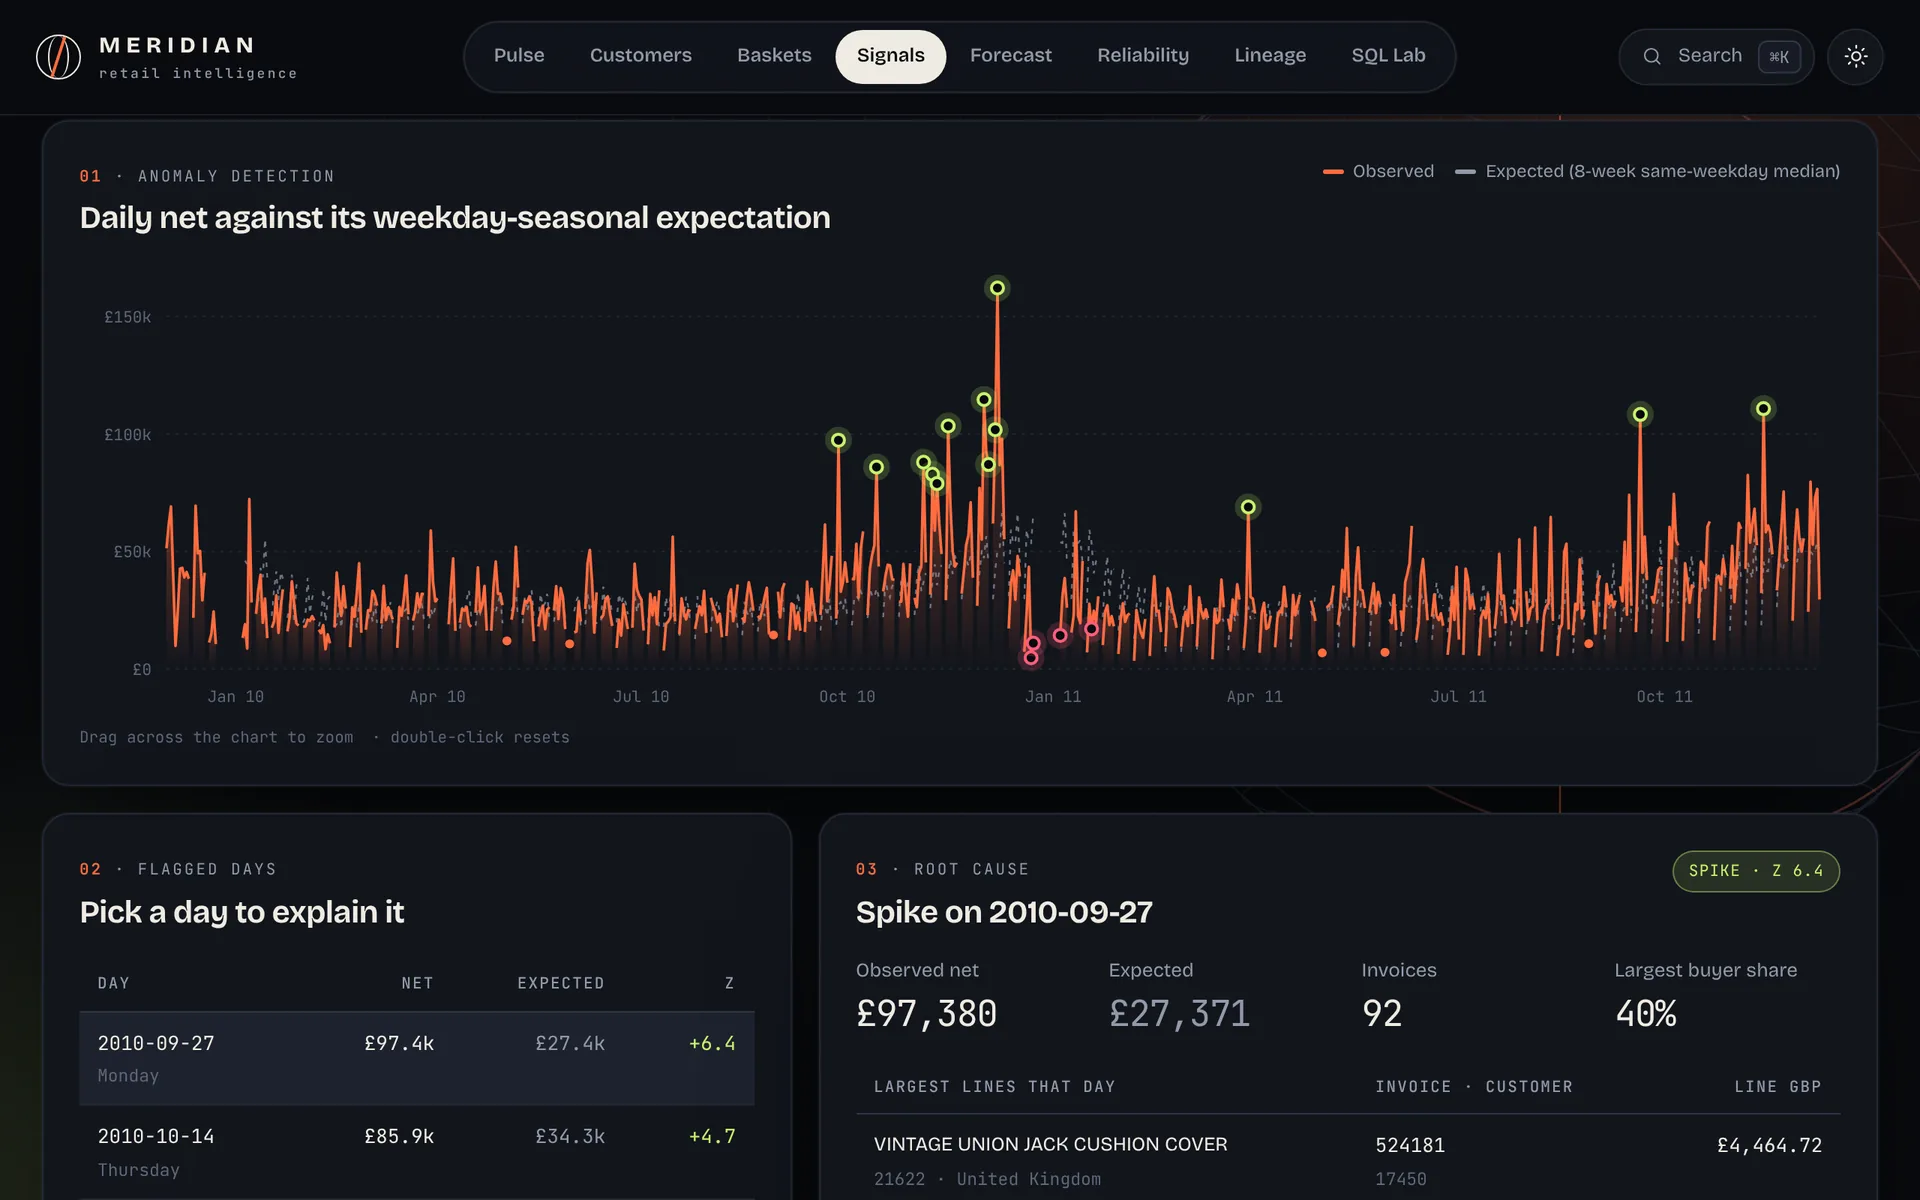 MERIDIAN
retail intelligence
Pulse
Customers
Baskets
Signals
Forecast
Reliability
Lineage
SQL Lab
Search
⌘K
01 · ANOMALY DETECTION
Daily net against its weekday-seasonal expectation
Observed
Expected (8-week same-weekday median)
£150k
£100k
£50k
£0
Jan 10
Apr 10
Jul 10
Oct 10
Jan 11
Apr 11
Jul 11
Oct 11
Drag across the chart to zoom · double-click resets
02 · FLAGGED DAYS
Pick a day to explain it
DAY NET EXPECTED Z
2010-09-27 £97.4k £27.4k +6.4
Monday
2010-10-14 £85.9k £34.3k +4.7
Thursday
03 · ROOT CAUSE
SPIKE · Z 6.4
Spike on 2010-09-27
Observed net Expected Invoices Largest buyer share
£97,380 £27,371 92 40%
LARGEST LINES THAT DAY INVOICE · CUSTOMER LINE GBP
VINTAGE UNION JACK CUSHION COVER 524181 £4,464.72
21622 · United Kingdom 17450